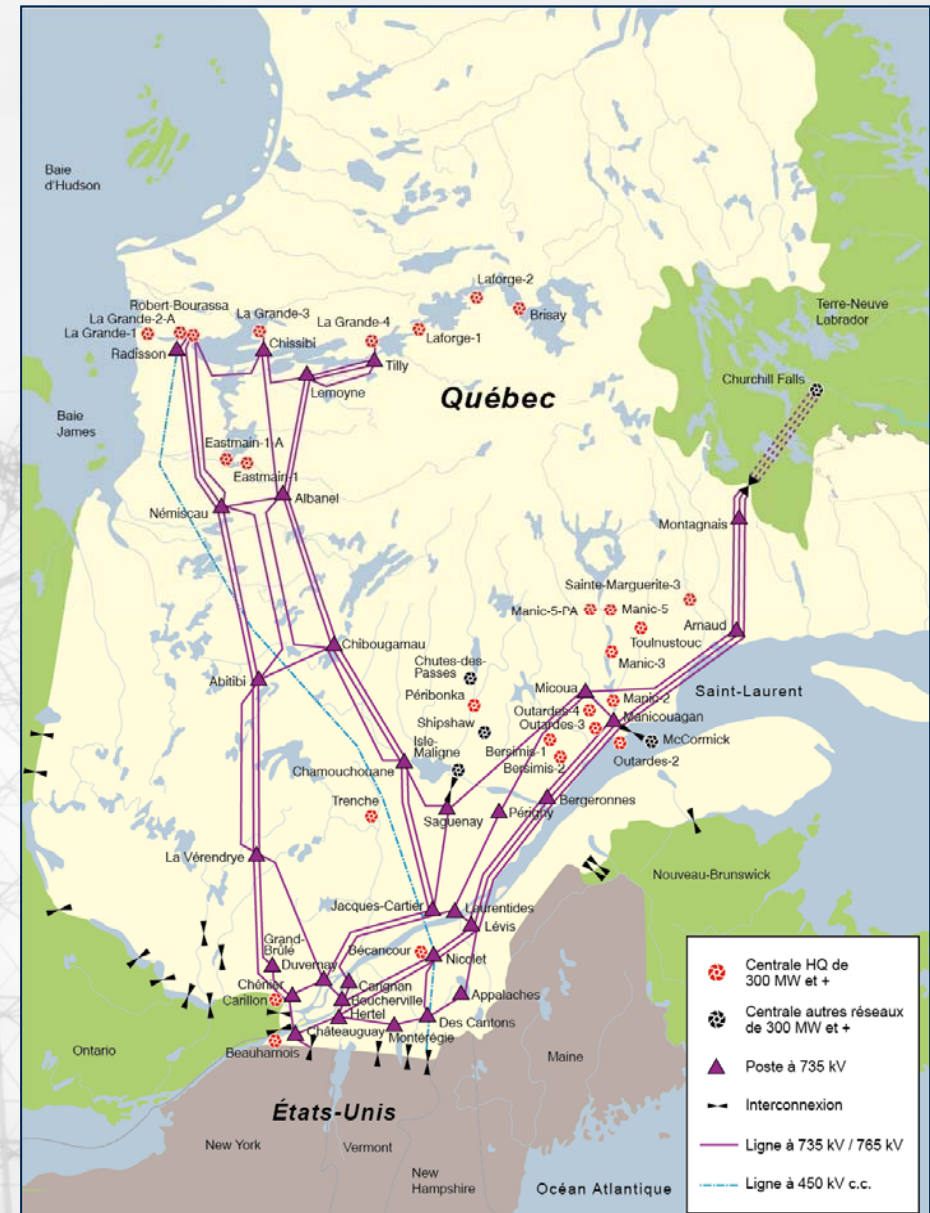 Baie
d'Hudson
Laforge-2
Robert-Bourassa
La Grande-2-A
La Grande-1
La Grande-3
La Grande-4
Laforge-1
Brisay
Terre-Neuve
Labrador
Radisson
Chissibi
Tilly
Lemoyne
Churchill Falls
Québec
Baie
James
Eastmain-1-A
Eastmain-1
Albanel
Némiscau
Montagnais
Sainte-Marguerite-3
Manic-5-PA
Manic-5
Toulnustouc
Arnaud
Manic-3
Chibougamau
Chutes-des-
Passes
Abitibi
Péribonka
Micoua
Saint-Laurent
Manic-2
Outardes-4
Manicouagan
Outardes-3
Shipshaw
McCormick
Isle-
Maligne
Bersimis-1
Bersimis-2
Outardes-2
Chamouchouane
Trenche
Saguenay
Périgny
Bergeronnes
La Vérendrye
Nouveau-Brunswick
Jacques-Cartier
Laurentides
Lévis
Grand-
Brûlé
Bécancour
Nicolet
Duvernay
Chénier
Carignan
Carillon
Boucherville
Appalaches
Hertel
Des Cantons
Châteauguay
Montérégie
Beauharnois
Ontario
Maine
États-Unis
New York
Vermont
New
Hampshire
Océan Atlantique
Centrale HQ de
300 MW et +
Centrale autres réseaux
de 300 MW et +
Poste à 735 kV
Interconnexion
Ligne à 735 kV / 765 kV
Ligne à 450 kV c.c.